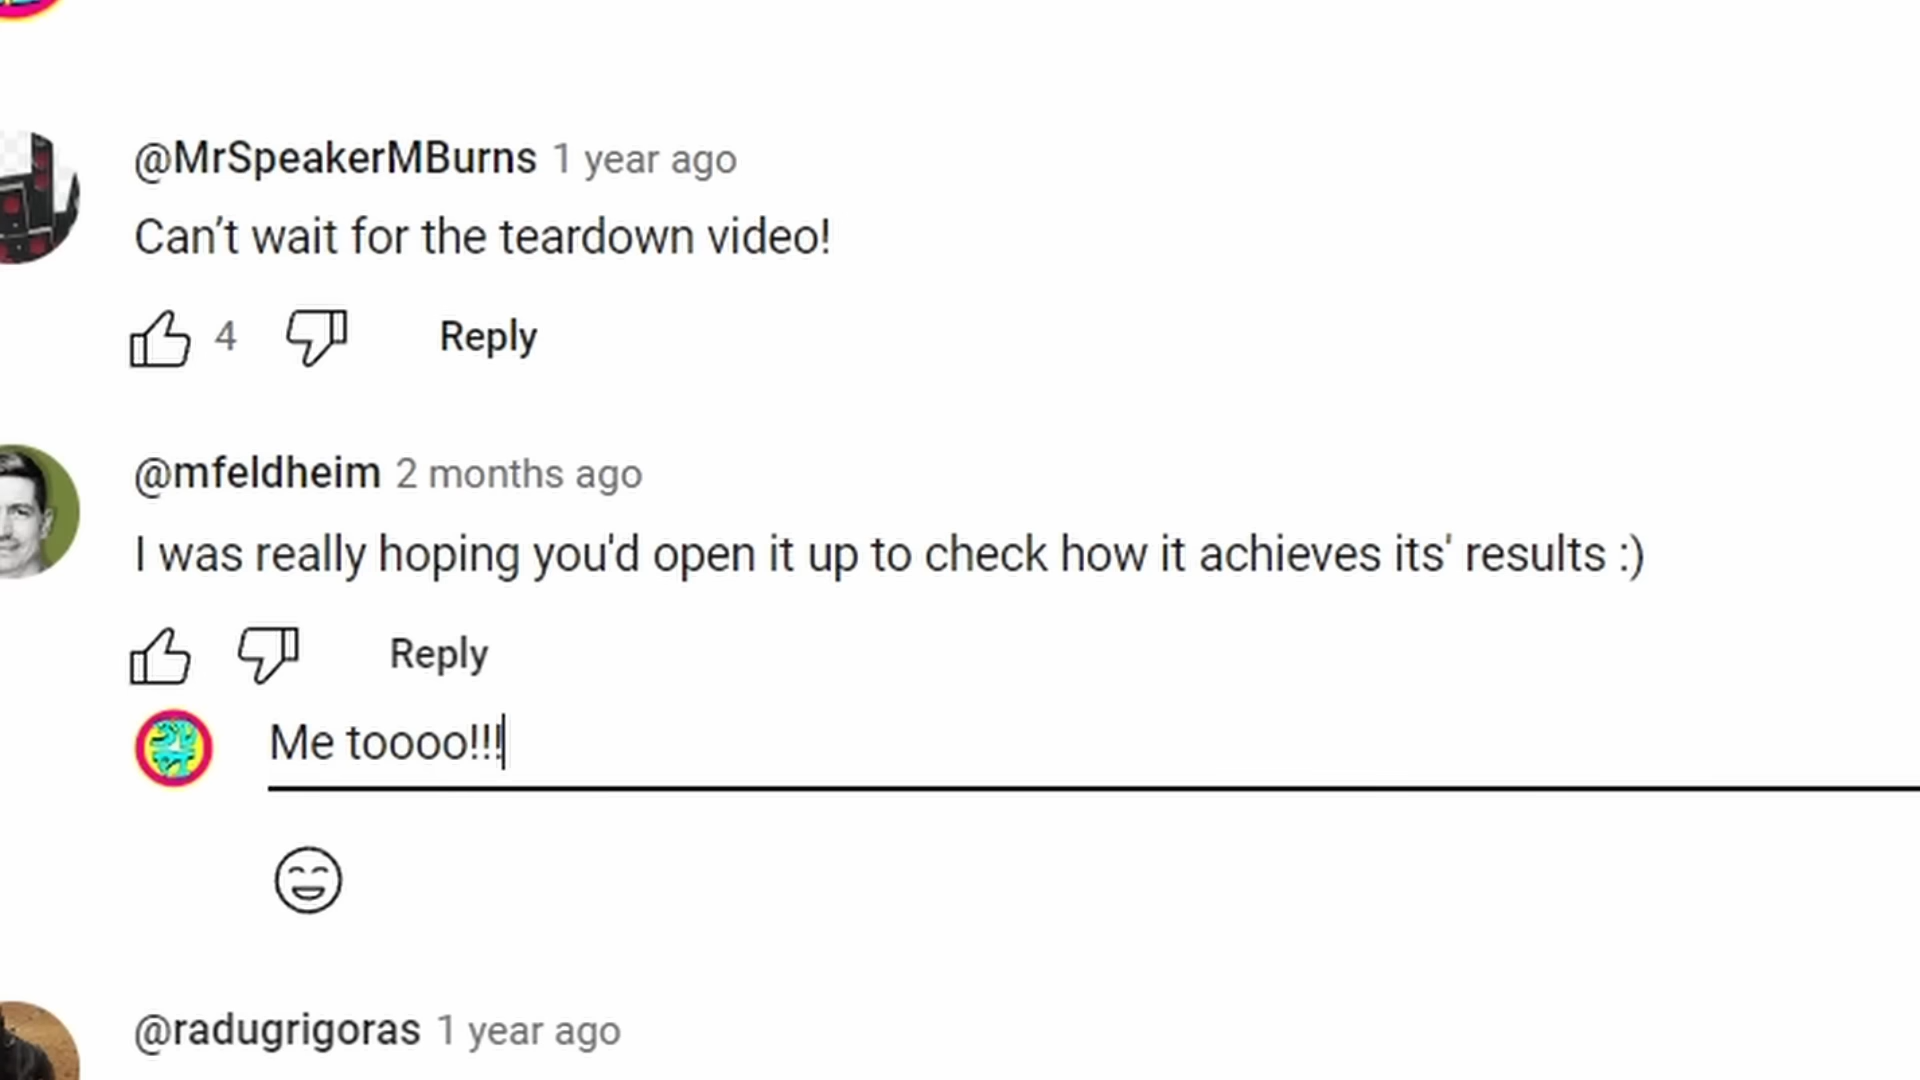 @MrSpeakerMBurns 1 year ago
Can’t wait for the teardown video!
4 Reply
@mfeldheim 2 months ago
I was really hoping you'd open it up to check how it achieves its' results :)
Reply
Me toooo!!!
@radugrigoras 1 year ago